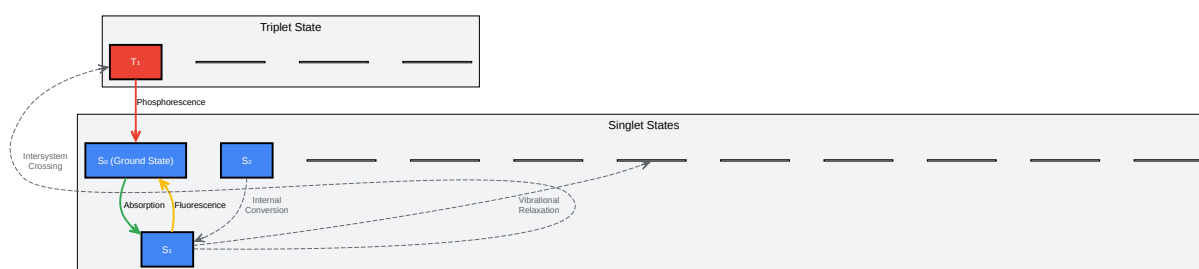 Triplet State
T₁
Phosphorescence
Singlet States
S₀ (Ground State)
S₂
Intersystem
Crossing
Absorption
Fluorescence
Internal
Conversion
Vibrational
Relaxation
S₁